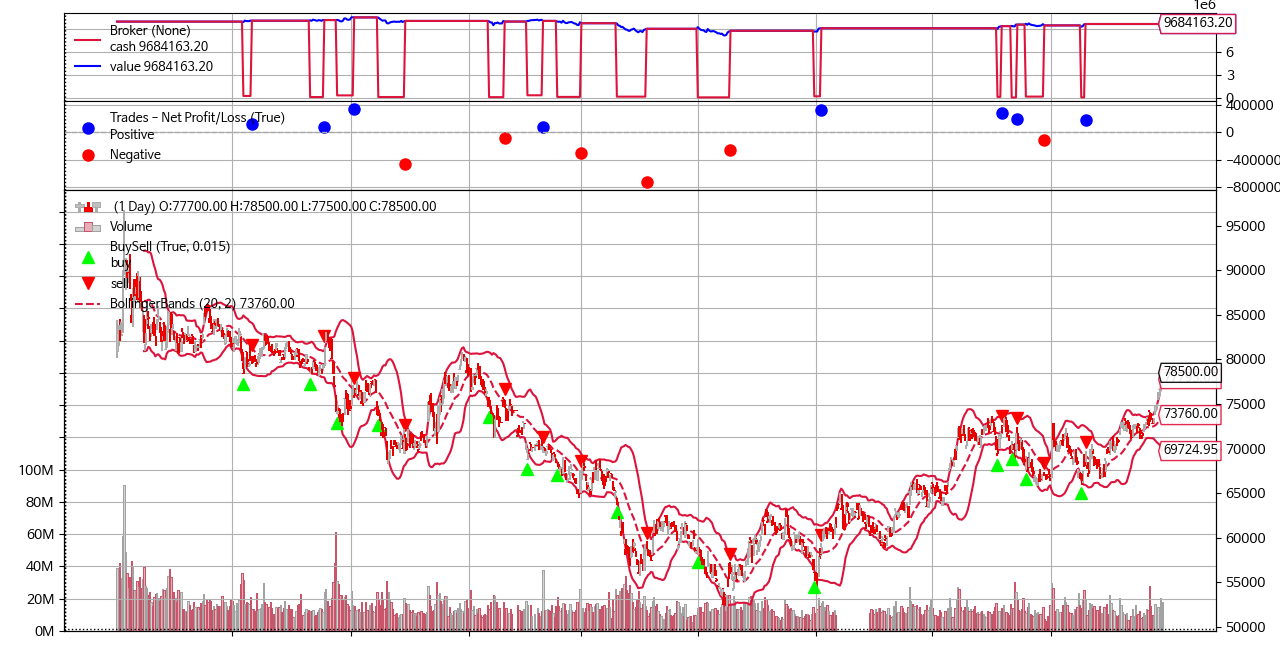 1e6
Broker (None)
cash 9684163.20
value 9684163.20
9684163.20
6
3
0
Trades - Net Profit/Loss (True)
Positive
Negative
400000
0
−400000
−800000
(1 Day) O:77700.00 H:78500.00 L:77500.00 C:78500.00
Volume
BuySell (True, 0.015)
buy
sell
BollingerBands (20, 2) 73760.00
95000
90000
85000
80000
78500.00
75000
73760.00
70000
69724.95
65000
60000
55000
50000
100M
80M
60M
40M
20M
0M